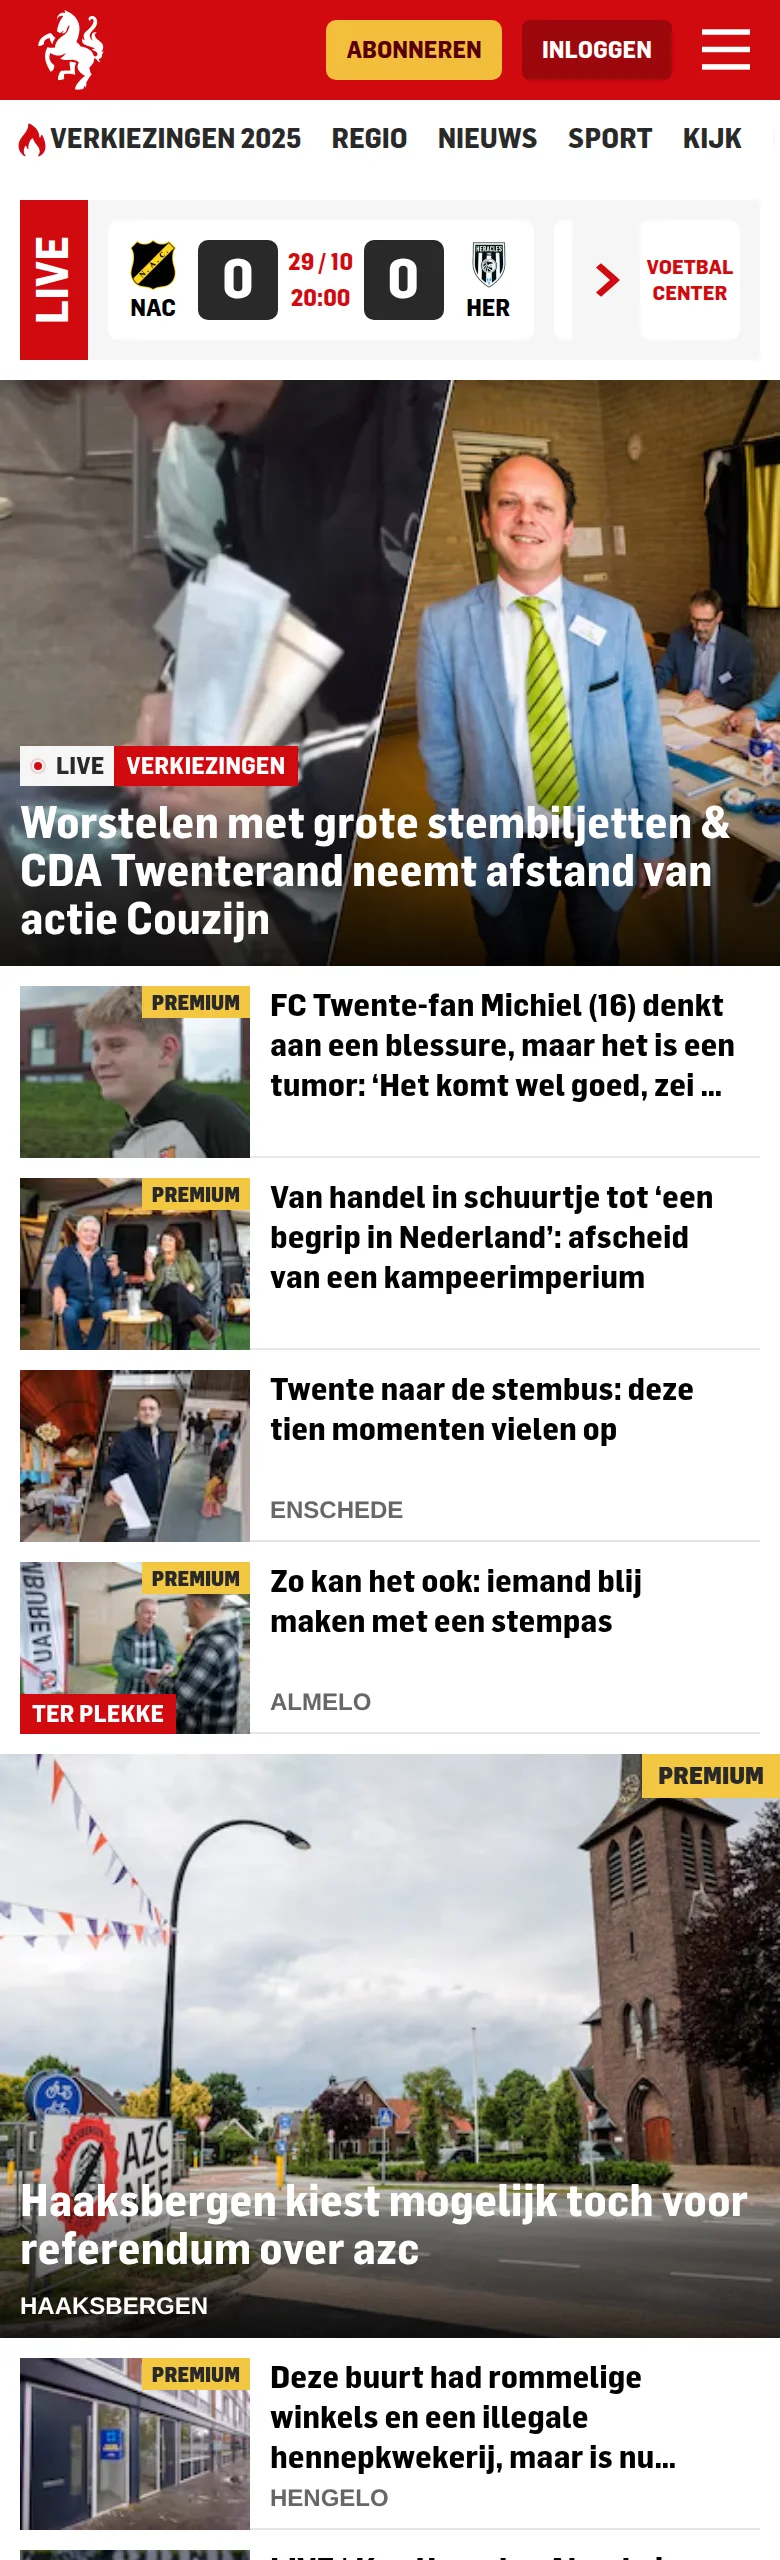 ABONNEREN
INLOGGEN
VERKIEZINGEN 2025 REGIO NIEUWS SPORT KIJK
LIVE
NAC
0
29 / 10
20:00
0
HERACLES
HER
VOETBAL
CENTER
LIVE VERKIEZINGEN
Worstelen met grote stembiljetten &
CDA Twenterand neemt afstand van
actie Couzijn
PREMIUM
FC Twente-fan Michiel (16) denkt
aan een blessure, maar het is een
tumor: ‘Het komt wel goed, zei ...
PREMIUM
Van handel in schuurtje tot ‘een
begrip in Nederland’: afscheid
van een kampeerimperium
Twente naar de stembus: deze
tien momenten vielen op
ENSCHEDE
PREMIUM
MBUREAU
TER PLEKKE
Zo kan het ook: iemand blij
maken met een stempas
ALMELO
PREMIUM
HAAKSBERGEN
AZC
Haaksbergen kiest mogelijk toch voor
referendum over azc
HAAKSBERGEN
PREMIUM
Deze buurt had rommelige
winkels en een illegale
hennepkwekerij, maar is nu...
HENGELO